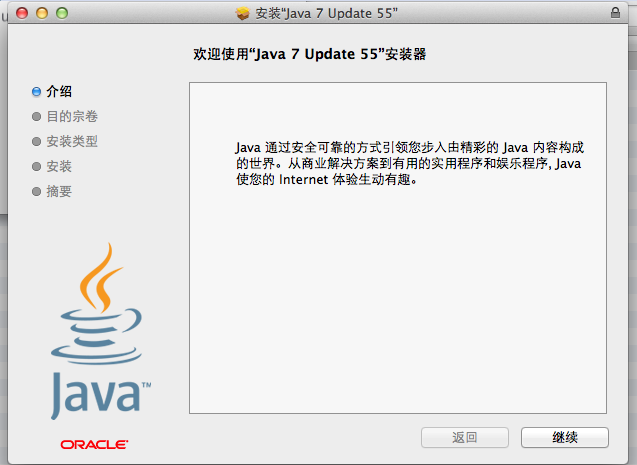 安装“Java 7 Update 55”
欢迎使用“Java 7 Update 55”安装器
介绍
目的宗卷
安装类型
安装
摘要
Java 通过安全可靠的方式引领您步入由精彩的 Java 内容构成
的世界。从商业解决方案到有用的实用程序和娱乐程序, Java
使您的 Internet 体验生动有趣。
Java™
ORACLE®
返回
继续